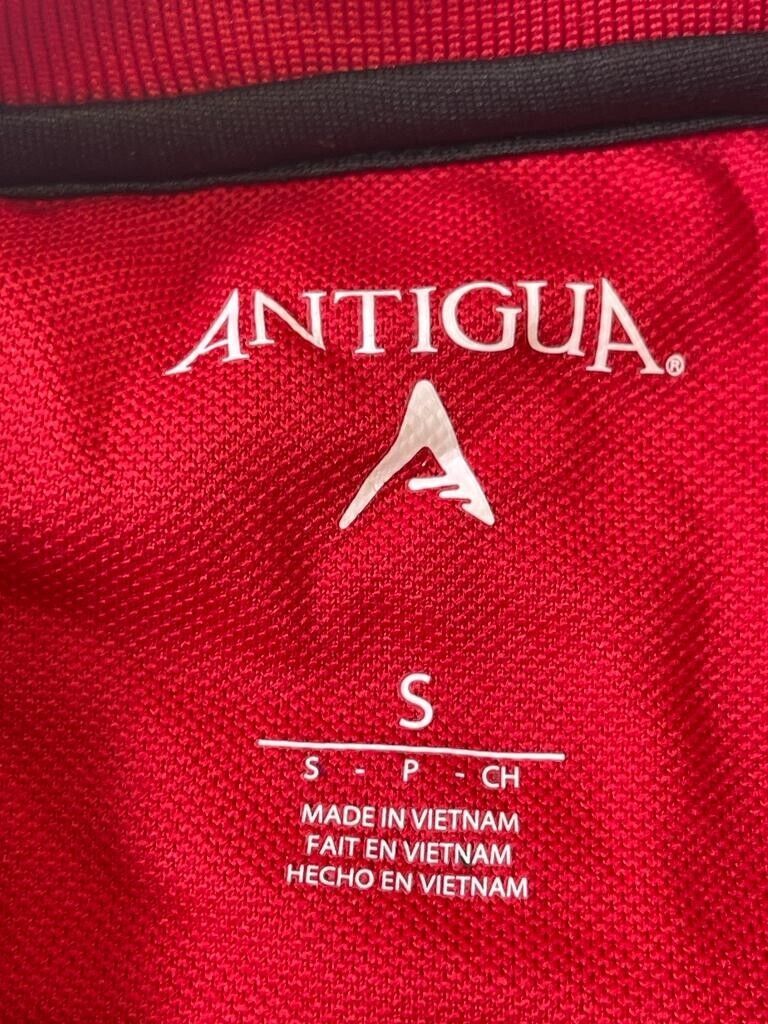 ANTIGUA®
S
S - P - CH
MADE IN VIETNAM
FAIT EN VIETNAM
HECHO EN VIETNAM